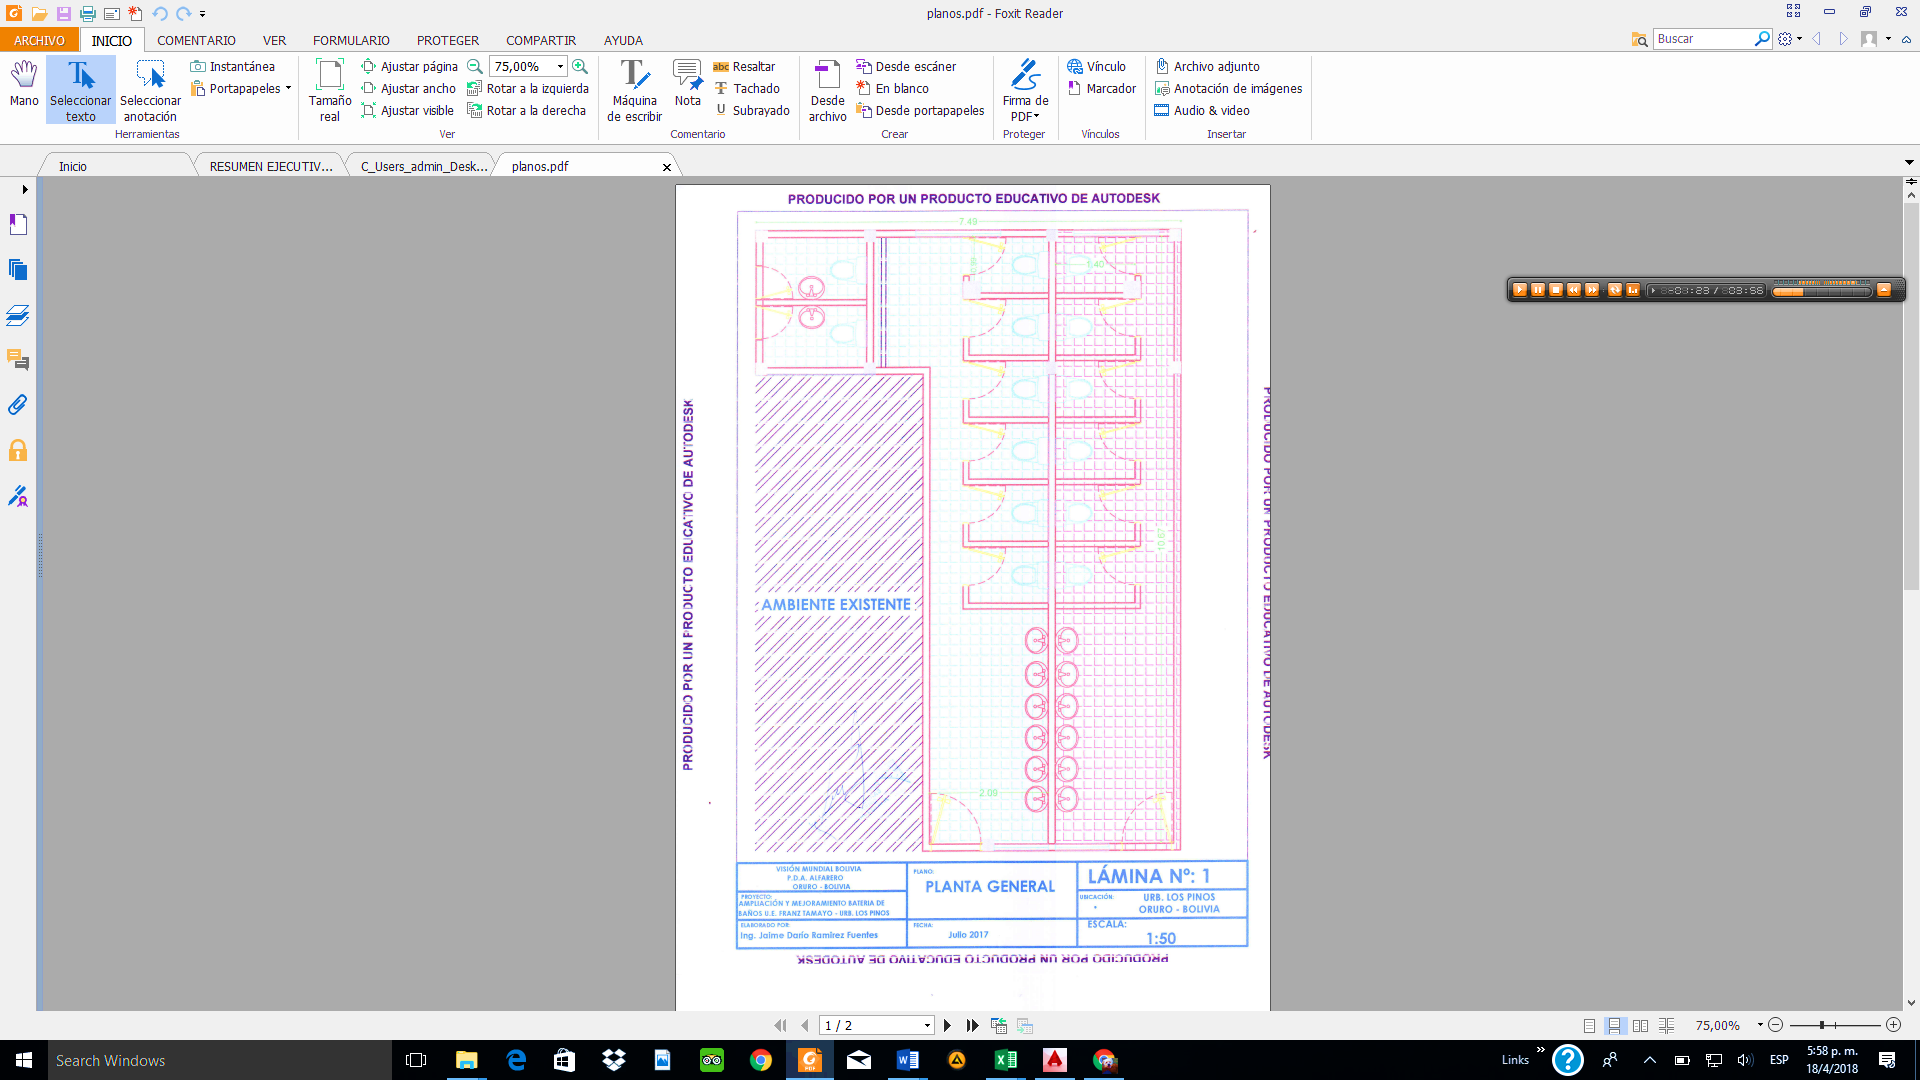 planos.pdf - Foxit Reader
ARCHIVO
INICIO
COMENTARIO
VER
FORMULARIO
PROTEGER
COMPARTIR
AYUDA
Buscar
Mano
Seleccionar
texto
Seleccionar
anotación
Instantánea
Portapapeles
Herramientas
Tamaño
real
Ajustar página
Ajustar ancho
Ajustar visible
75,00%
Rotar a la izquierda
Rotar a la derecha
Ver
Máquina
de escribir
Nota
Resaltar
Tachado
Subrayado
Comentario
Desde
archivo
Desde escáner
En blanco
Desde portapapeles
Crear
Firma de
PDF
Proteger
Vínculo
Marcador
Vínculos
Archivo adjunto
Anotación de imágenes
Audio & video
Insertar
Inicio
RESUMEN EJECUTIV...
C_Users_admin_Desk...
planos.pdf
PRODUCIDO POR UN PRODUCTO EDUCATIVO DE AUTODESK
7.49
PRODUCIDO POR UN PRODUCTO EDUCATIVO DE AUTODESK
PRODUCIDO POR UN PRODUCTO EDUCATIVO DE AUTODESK
AMBIENTE EXISTENTE
2.00
VISIÓN MUNDIAL BOLIVIA
P.D.A. ALFARERO
ORURO - BOLIVIA
PROYECTO:
AMPLIACIÓN Y MEJORAMIENTO BATERIA DE
BAÑOS U.E. FRANZ TAMAYO - URB. LOS PINOS
ELABORADO POR:
Ing. Jaime Darío Ramírez Fuentes
PLANO:
PLANTA GENERAL
FECHA:
Julio 2017
LÁMINA Nº: 1
UBICACIÓN:
URB. LOS PINOS
ORURO - BOLIVIA
ESCALA:
1:50
PRODUCIDO POR UN PRODUCTO EDUCATIVO DE AUTODESK
1 / 2
75,00%
Search Windows
Links
ESP
5:58 p. m.
18/4/2018